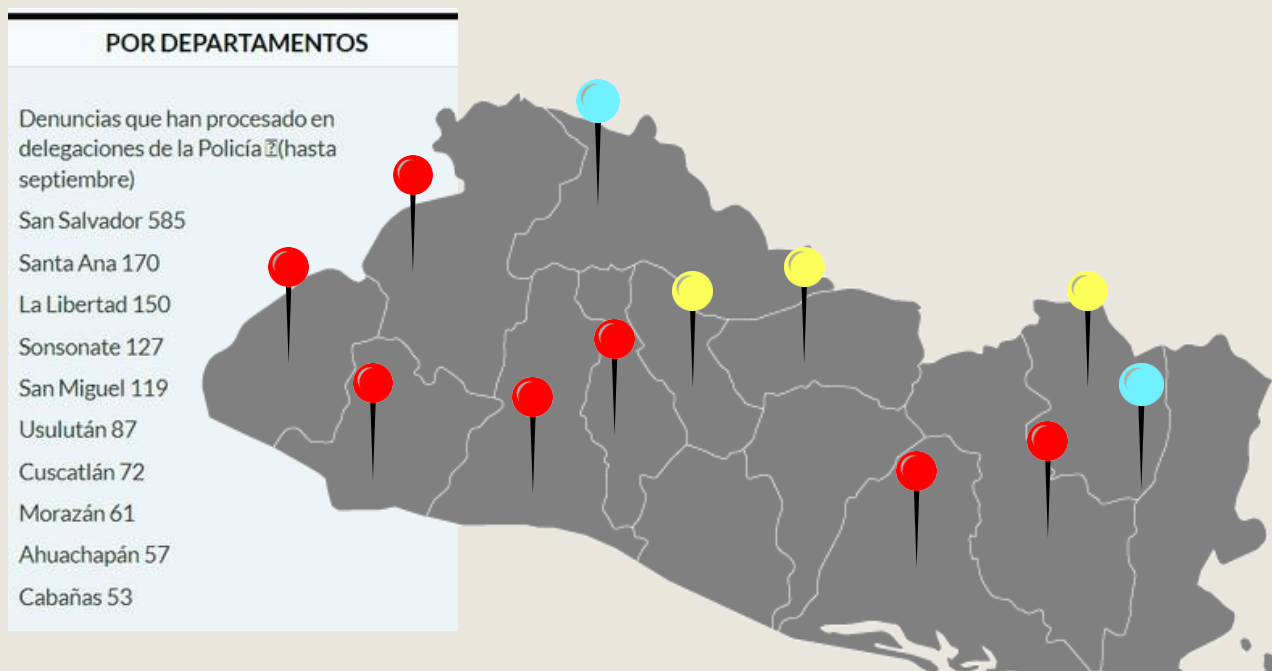 POR DEPARTAMENTOS
Denuncias que han procesado en
delegaciones de la Policía �(hasta
septiembre)
San Salvador 585
Santa Ana 170
La Libertad 150
Sonsonate 127
San Miguel 119
Usulután 87
Cuscatlán 72
Morazán 61
Ahuachapán 57
Cabañas 53